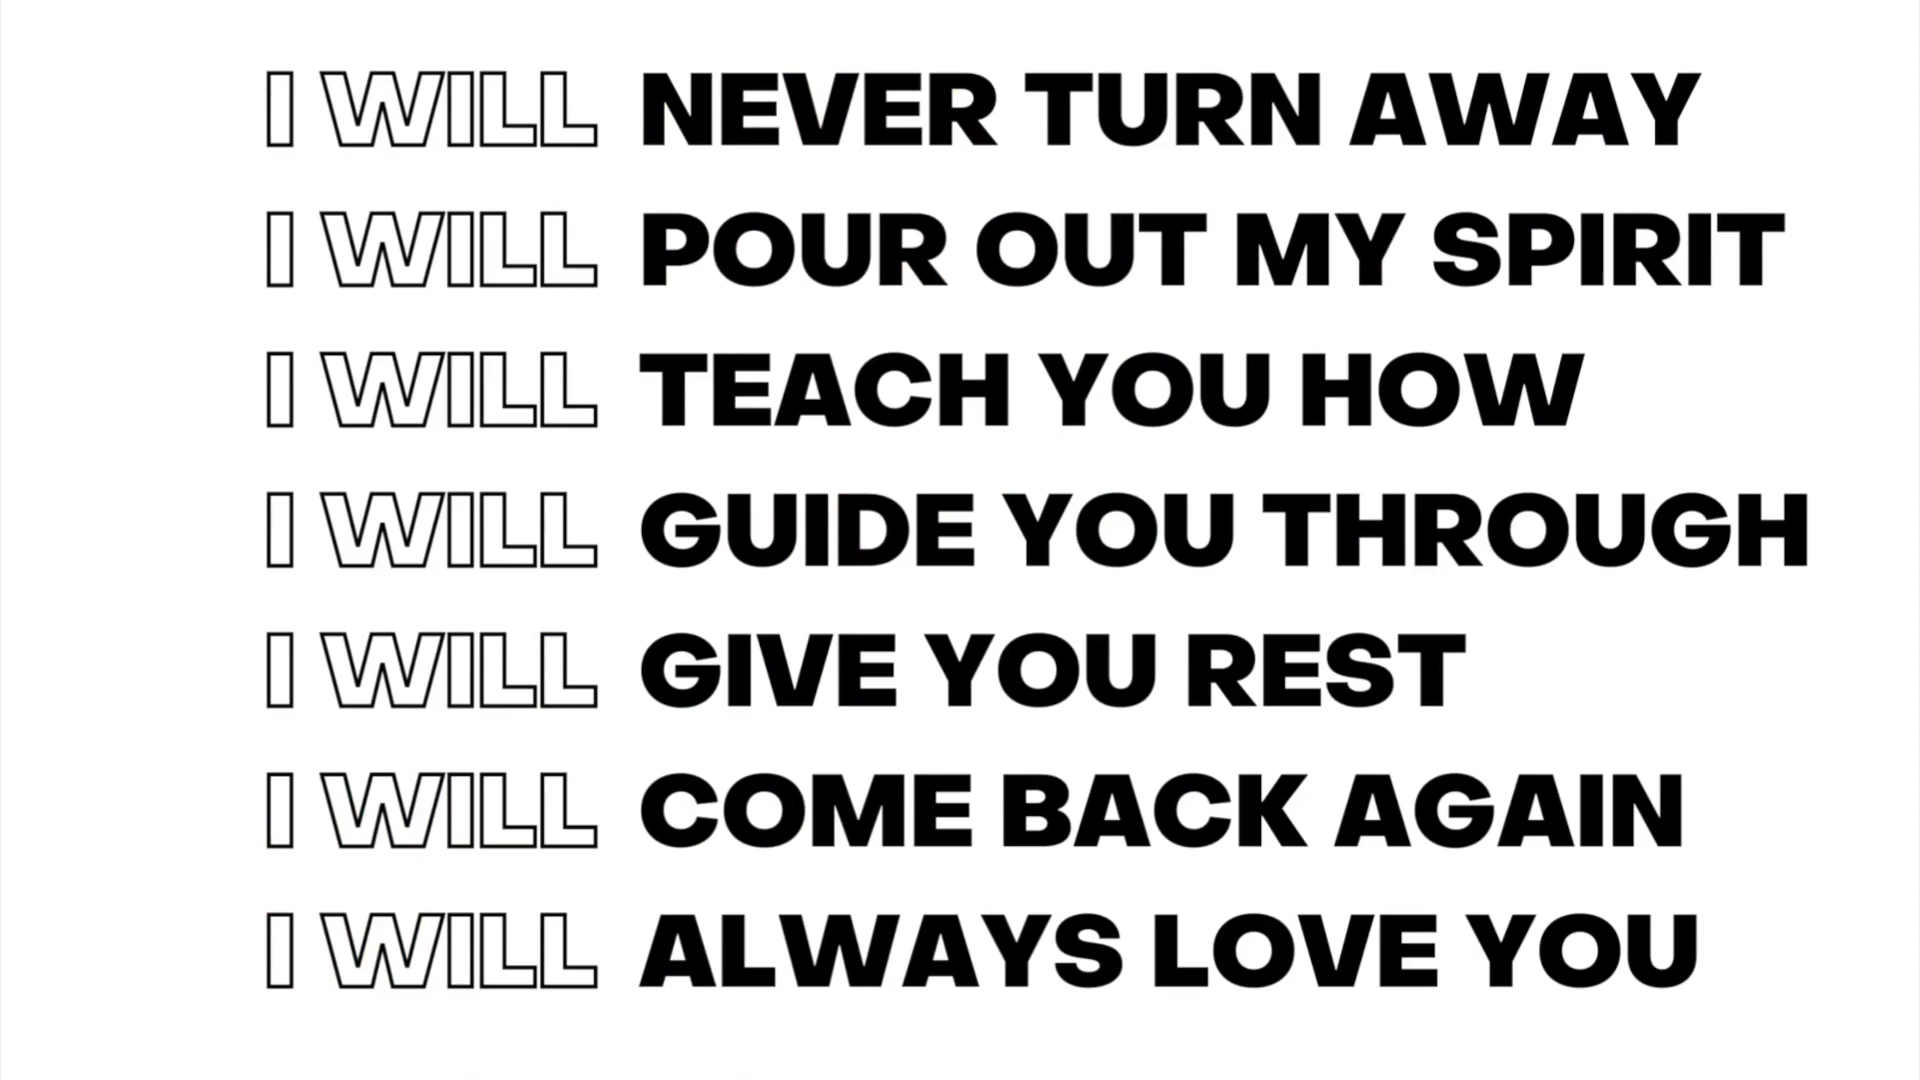 I WILL NEVER TURN AWAY
I WILL POUR OUT MY SPIRIT
I WILL TEACH YOU HOW
I WILL GUIDE YOU THROUGH
I WILL GIVE YOU REST
I WILL COME BACK AGAIN
I WILL ALWAYS LOVE YOU